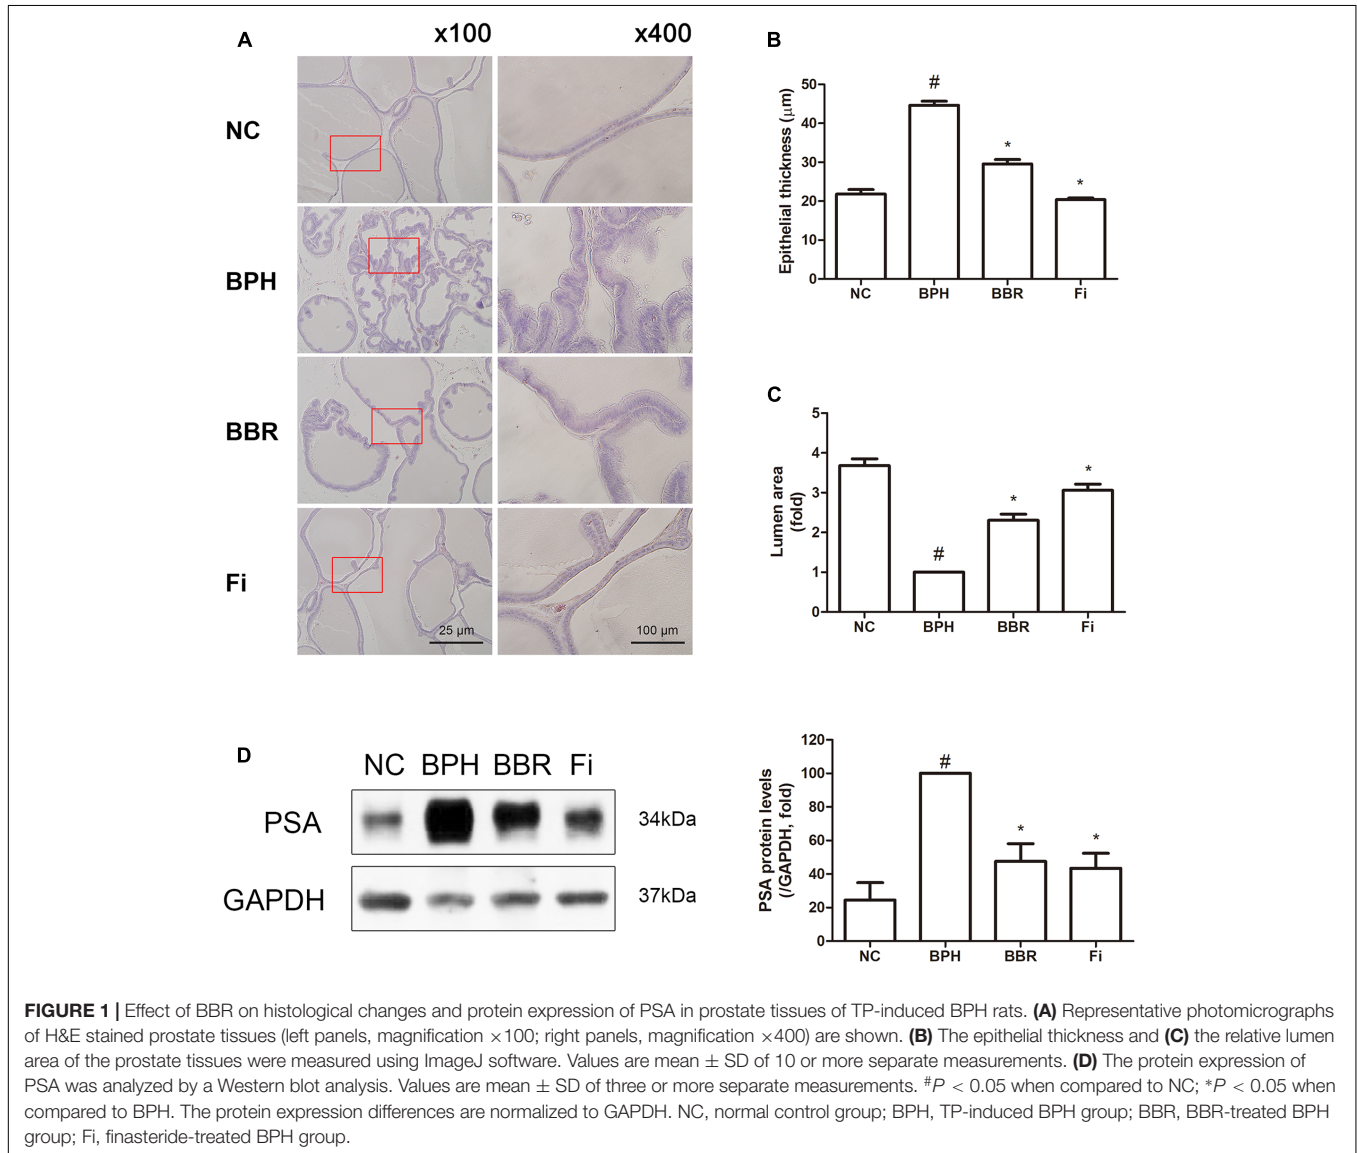 A
x100
x400
NC
BPH
BBR
Fi
25 µm
100 µm
B
Epithelial thickness (µm)
50
40
30
20
10
0
#
*
*
NC BPH BBR Fi
C
Lumen area
(fold)
5
4
3
2
1
0
#
*
*
NC BPH BBR Fi
D
NC BPH BBR Fi
PSA
34kDa
GAPDH
37kDa
PSA protein levels
(/GAPDH, fold)
120
100
80
60
40
20
0
#
*
*
NC BPH BBR Fi
FIGURE 1 | Effect of BBR on histological changes and protein expression of PSA in prostate tissues of TP-induced BPH rats. (A) Representative photomicrographs
of H&E stained prostate tissues (left panels, magnification ×100; right panels, magnification ×400) are shown. (B) The epithelial thickness and (C) the relative lumen
area of the prostate tissues were measured using ImageJ software. Values are mean ± SD of 10 or more separate measurements. (D) The protein expression of
PSA was analyzed by a Western blot analysis. Values are mean ± SD of three or more separate measurements. #P < 0.05 when compared to NC; *P < 0.05 when
compared to BPH. The protein expression differences are normalized to GAPDH. NC, normal control group; BPH, TP-induced BPH group; BBR, BBR-treated BPH
group; Fi, finasteride-treated BPH group.